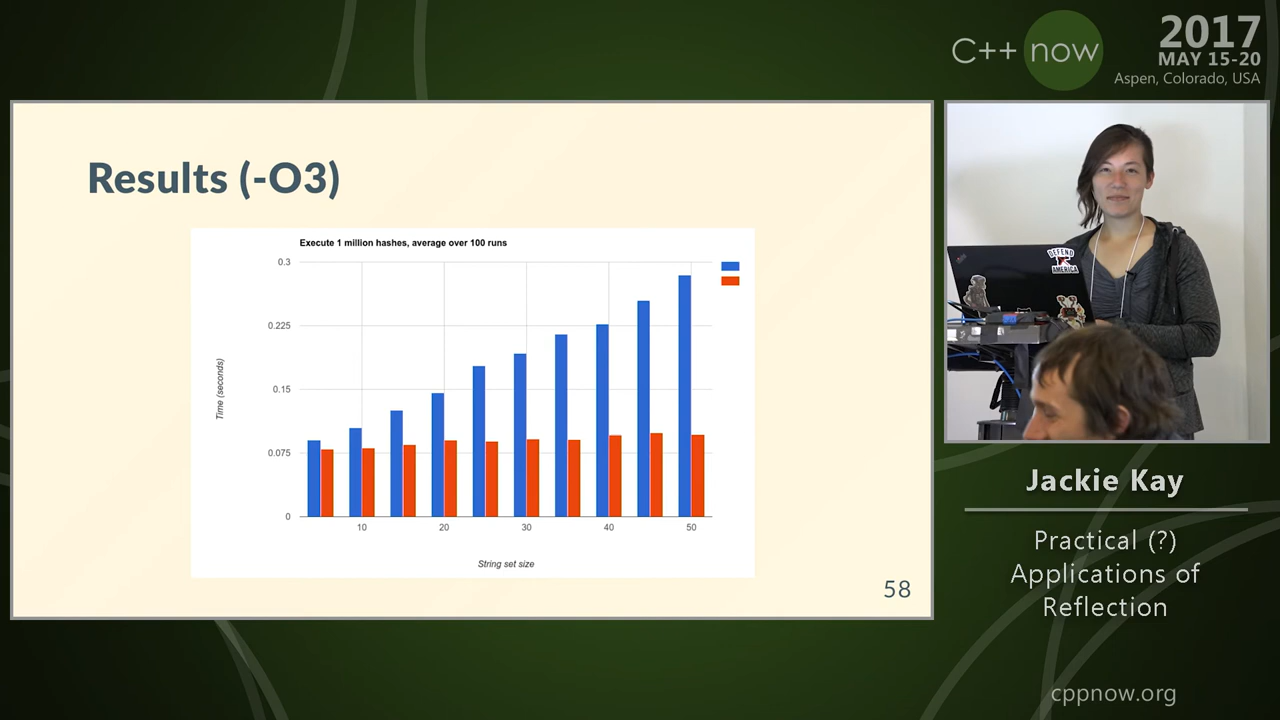 C++ now
2017
MAY 15-20
Aspen, Colorado, USA
Results (-O3)
Execute 1 million hashes, average over 100 runs
0.3
0.225
0.15
0.075
0
Time (seconds)
10
20
30
40
50
String set size
58
DEFEND
AMERICA
Jackie Kay
Practical (?)
Applications of
Reflection
cppnow.org